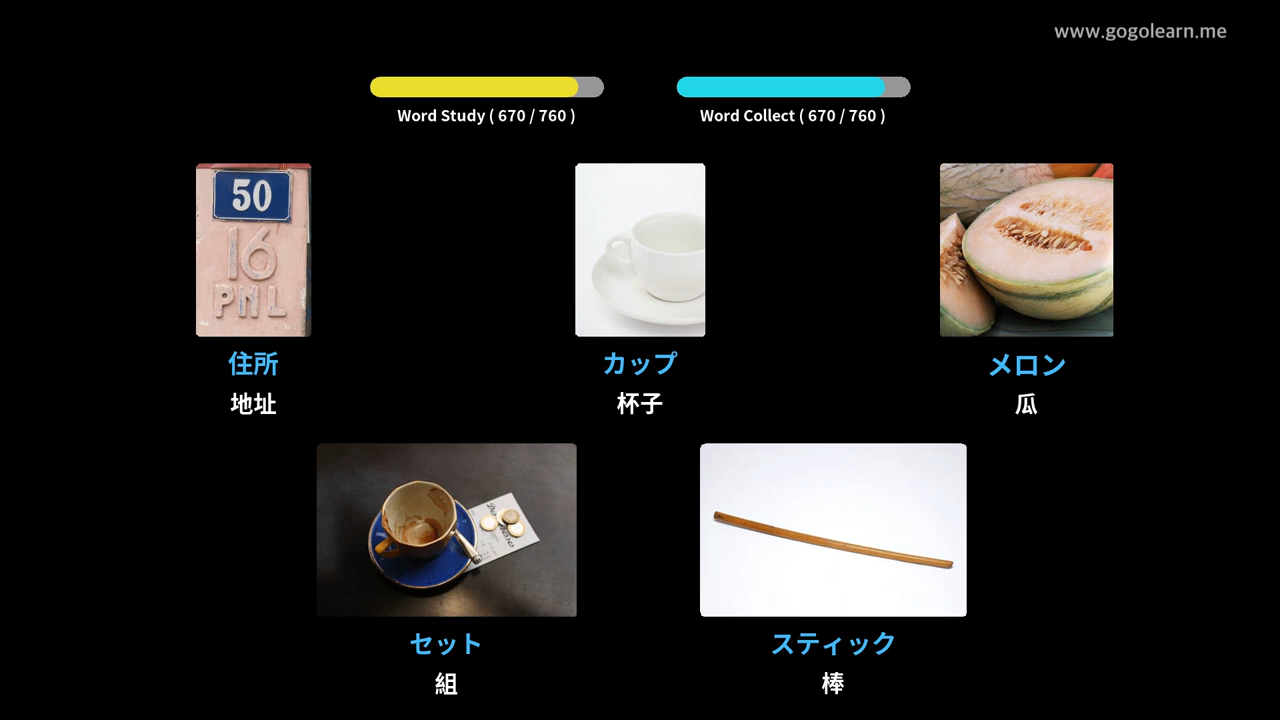 www.gogolearn.me
Word Study ( 670 / 760 )
Word Collect ( 670 / 760 )
50
16
PNL
住所
カップ
メロン
地址
杯子
瓜
セット
スティック
組
棒